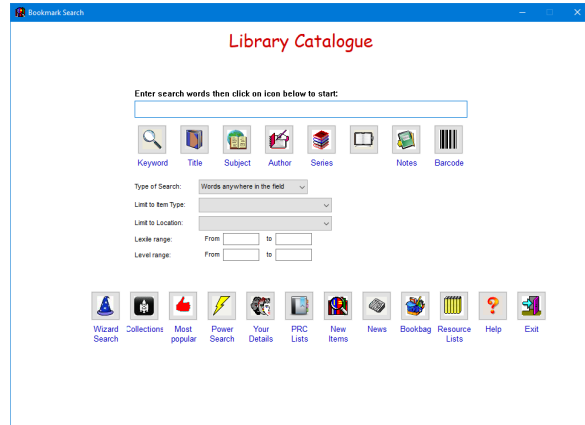 Bookmark Search
Library Catalogue
Enter search words then click on icon below to start:
Keyword Title Subject Author Series Notes Barcode
Type of Search: Words anywhere in the field
Limit to Item Type:
Limit to Location:
Lexile range: From to
Level range: From to
Wizard Collections Most Power Your PRC New News Bookbag Resource Help Exit
Search popular Search Details Lists Items Lists